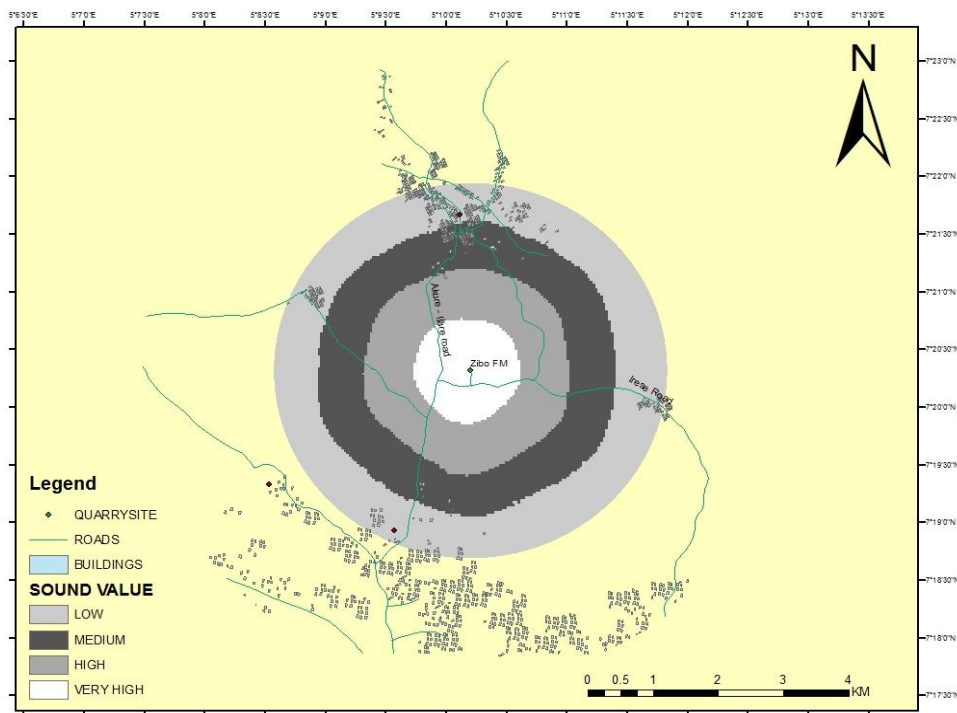 5°6'30"E 5°7'0"E 5°7'30"E 5°8'0"E 5°8'30"E 5°9'0"E 5°9'30"E 5°10'0"E 5°10'30"E 5°11'0"E 5°11'30"E 5°12'0"E 5°12'30"E 5°13'0"E 5°13'30"E
N
7°23'0"N
7°22'30"N
7°22'0"N
7°21'30"N
7°21'0"N
7°20'30"N
7°20'0"N
7°19'30"N
7°19'0"N
7°18'30"N
7°18'0"N
7°17'30"N
Akure - Iju road
Zibo FM
Irese Road
Legend
QUARRYSITE
ROADS
BUILDINGS
SOUND VALUE
LOW
MEDIUM
HIGH
VERY HIGH
0 0.5 1 2 3 4
KM